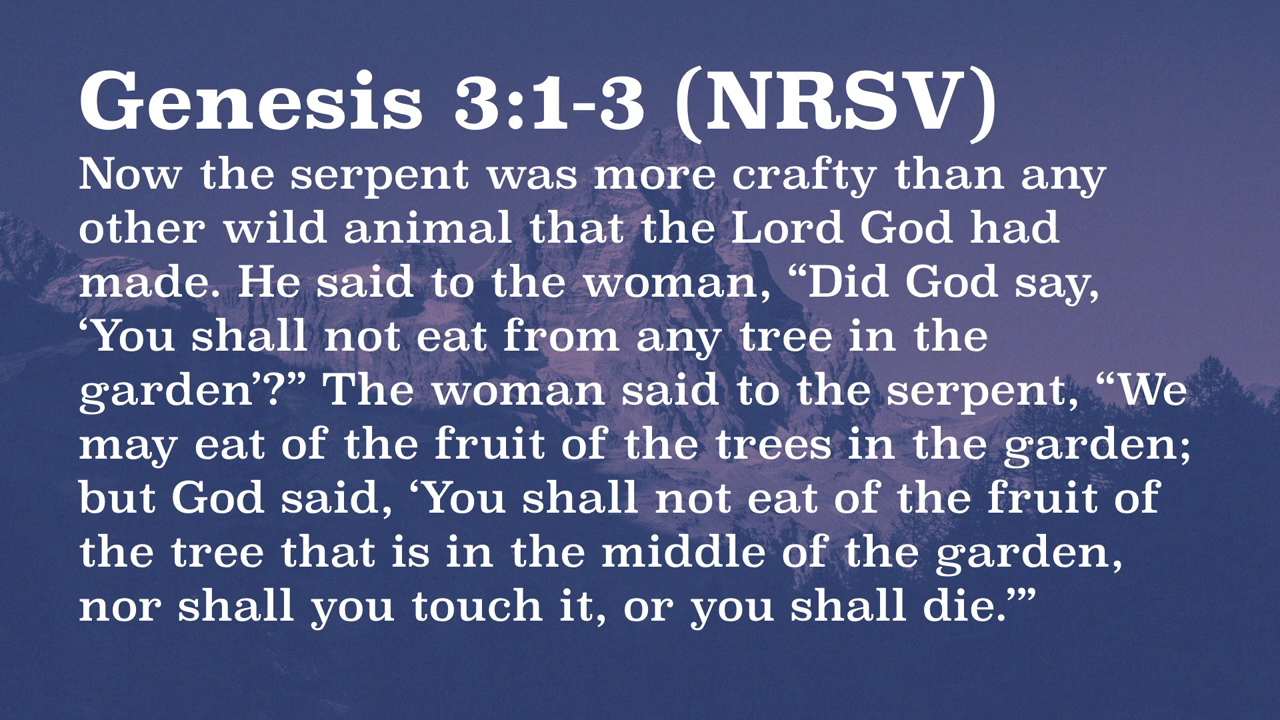 Genesis 3:1-3 (NRSV)
Now the serpent was more crafty than any
other wild animal that the Lord God had
made. He said to the woman, “Did God say,
‘You shall not eat from any tree in the
garden’?” The woman said to the serpent, “We
may eat of the fruit of the trees in the garden;
but God said, ‘You shall not eat of the fruit of
the tree that is in the middle of the garden,
nor shall you touch it, or you shall die.’”